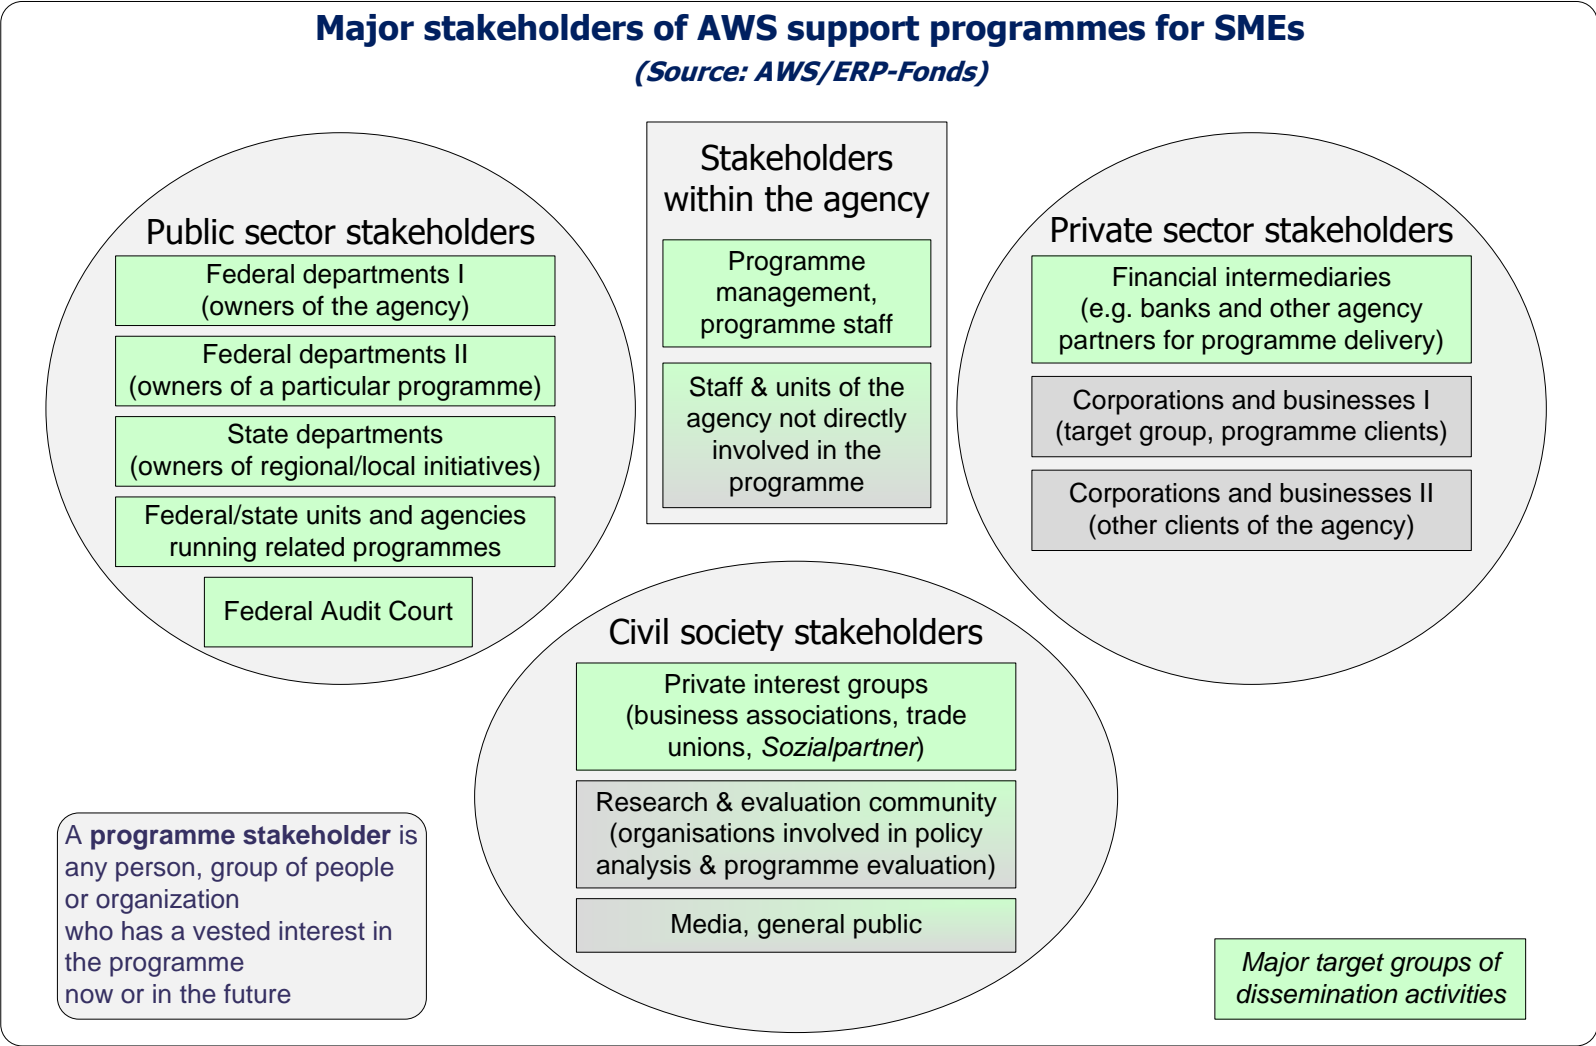 Major stakeholders of AWS support programmes for SMEs
(Source: AWS/ERP-Fonds)
Public sector stakeholders
Federal departments I
(owners of the agency)
Federal departments II
(owners of a particular programme)
State departments
(owners of regional/local initiatives)
Federal/state units and agencies
running related programmes
Federal Audit Court
Stakeholders
within the agency
Programme
management,
programme staff
Staff & units of the
agency not directly
involved in the
programme
Private sector stakeholders
Financial intermediaries
(e.g. banks and other agency
partners for programme delivery)
Corporations and businesses I
(target group, programme clients)
Corporations and businesses II
(other clients of the agency)
Civil society stakeholders
Private interest groups
(business associations, trade
unions, Sozialpartner)
Research & evaluation community
(organisations involved in policy
analysis & programme evaluation)
Media, general public
A programme stakeholder is
any person, group of people
or organization
who has a vested interest in
the programme
now or in the future
Major target groups of
dissemination activities